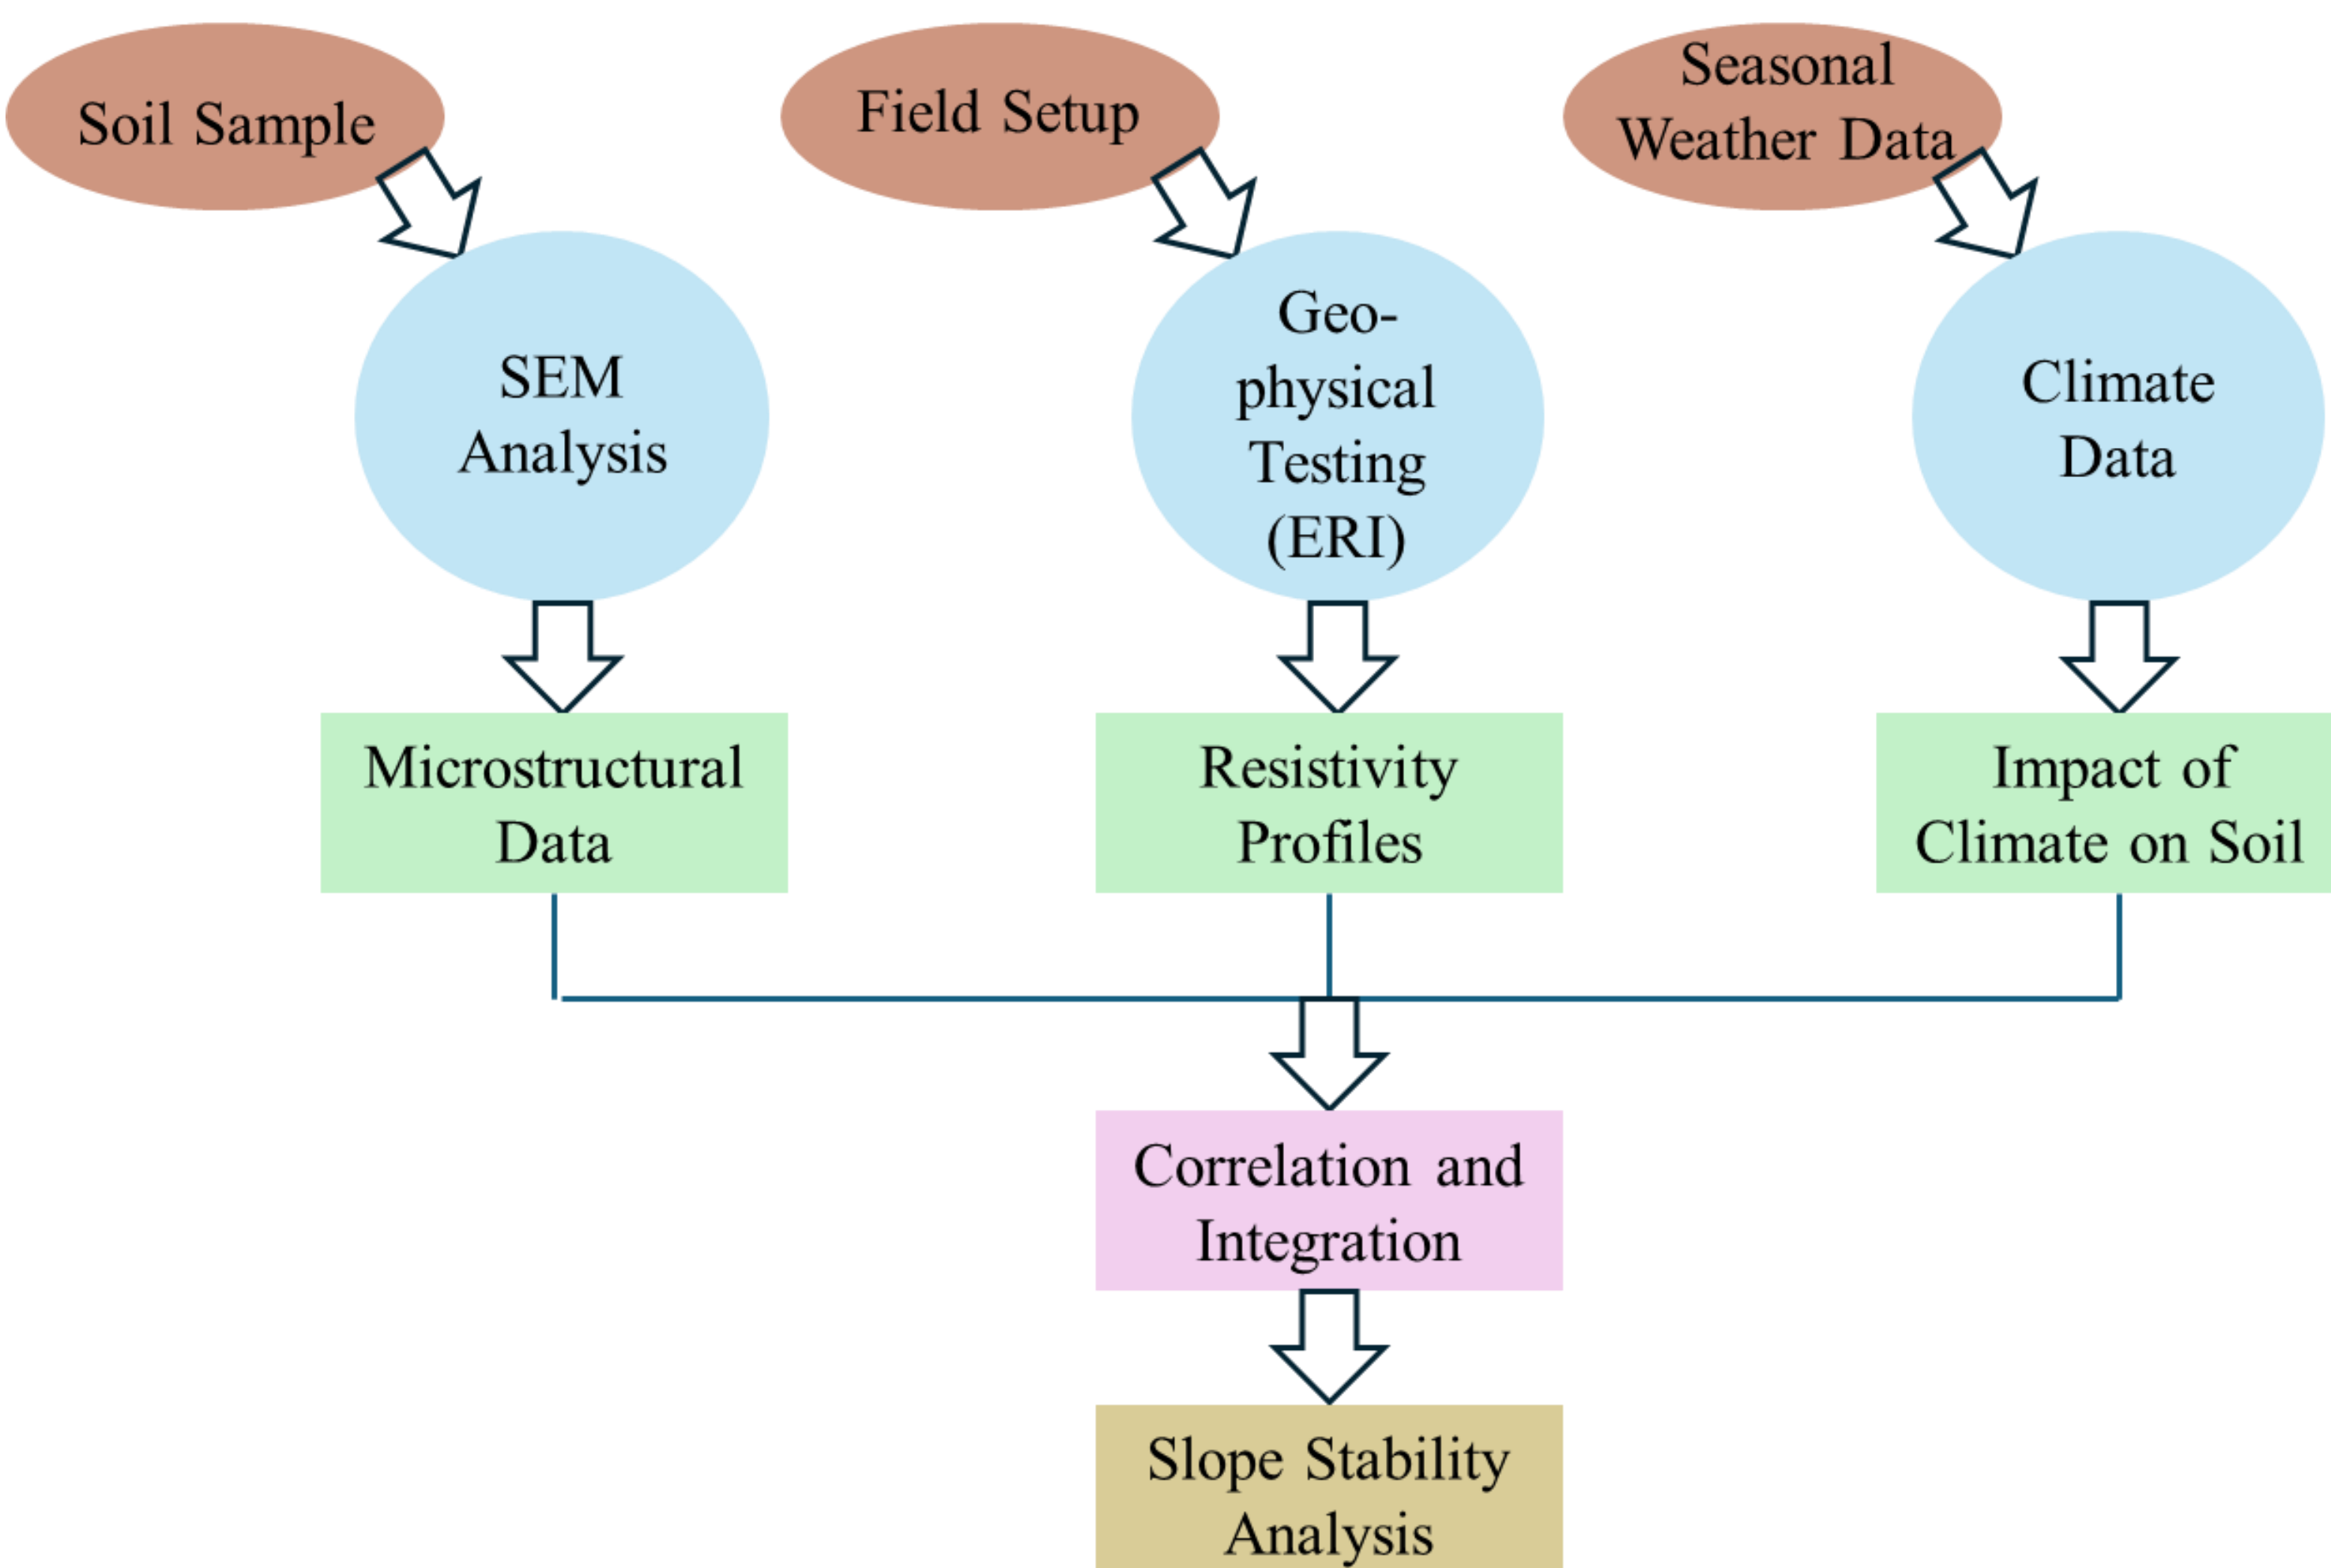 Soil Sample
Field Setup
Seasonal
Weather Data
SEM
Analysis
Geo-
physical
Testing
(ERI)
Climate
Data
Microstructural
Data
Resistivity
Profiles
Impact of
Climate on Soil
Correlation and
Integration
Slope Stability
Analysis